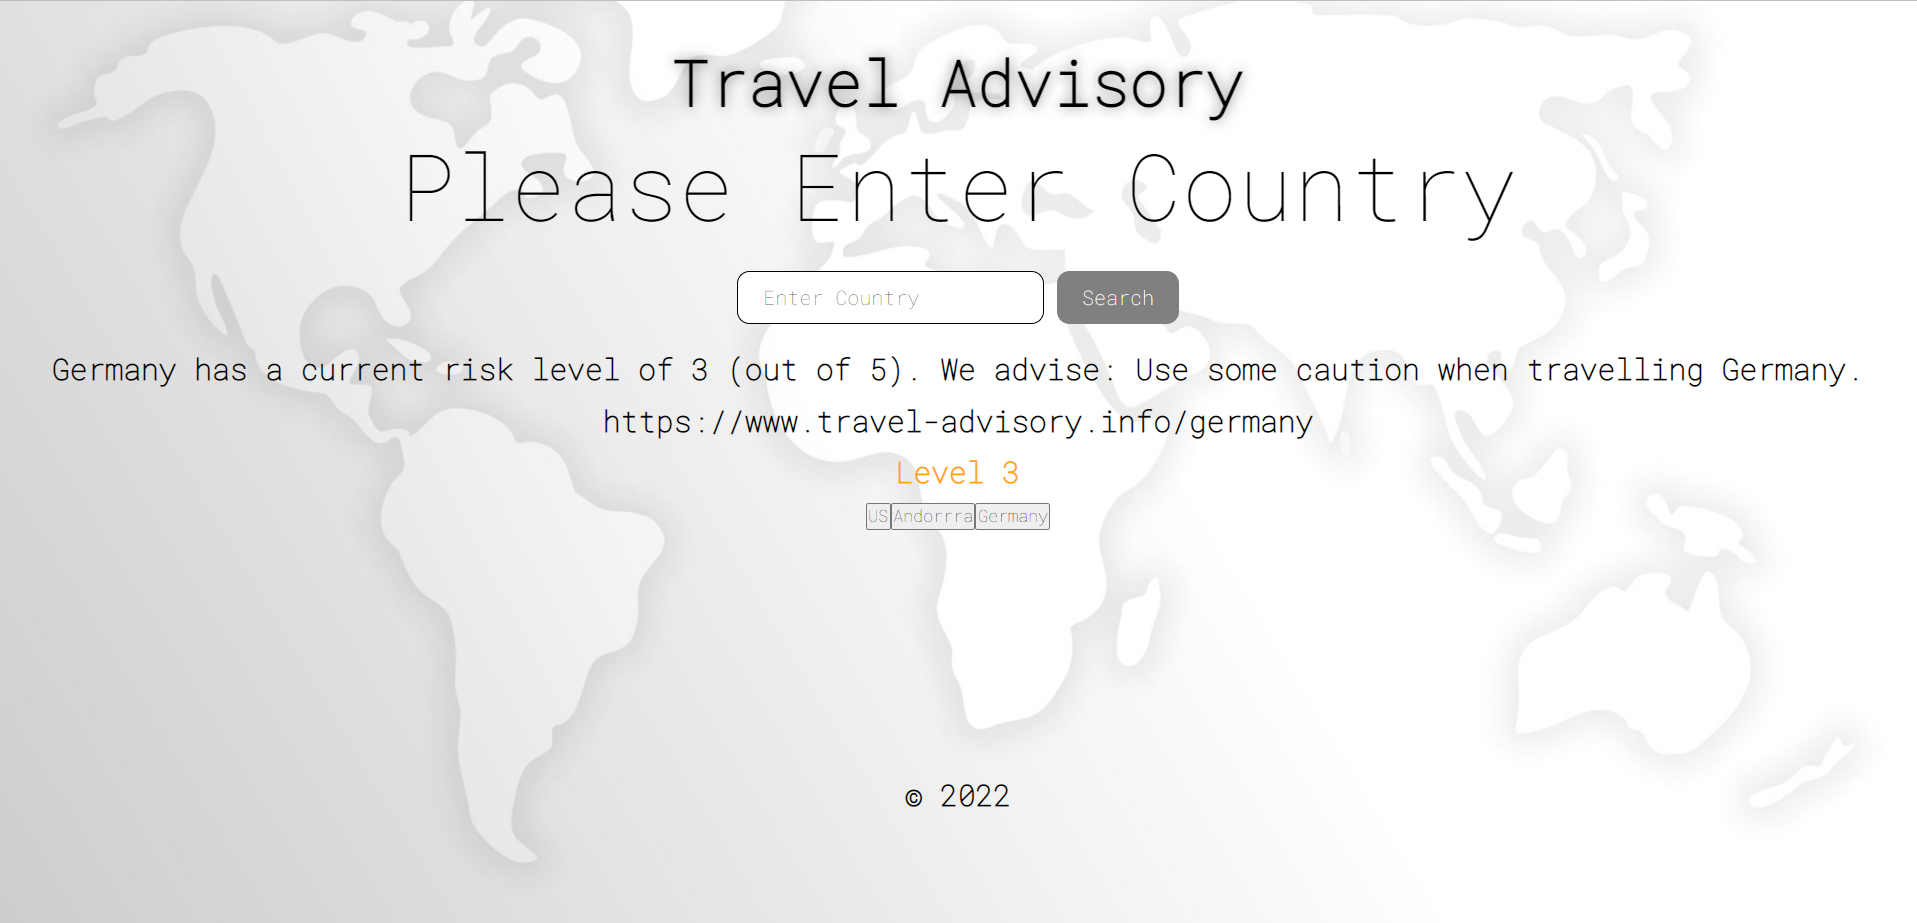 Travel Advisory
Please Enter Country
Enter Country Search
Germany has a current risk level of 3 (out of 5). We advise: Use some caution when travelling Germany.
https://www.travel-advisory.info/germany
Level 3
US Andorrra Germany
© 2022